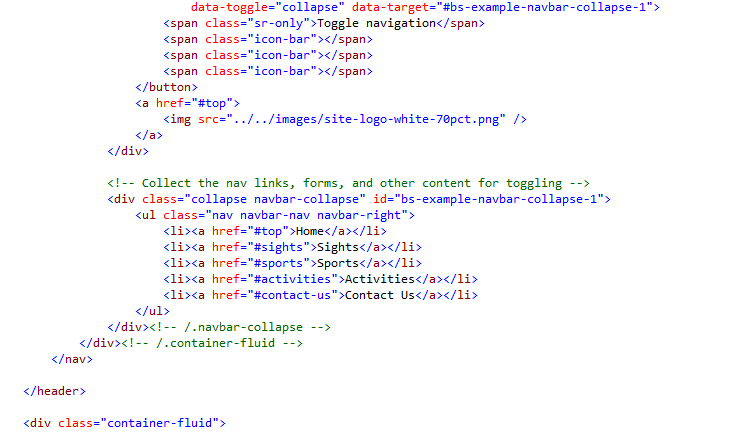 data-toggle="collapse" data-target="#bs-example-navbar-collapse-1">
<span class="sr-only">Toggle navigation</span>
<span class="icon-bar"></span>
<span class="icon-bar"></span>
<span class="icon-bar"></span>
</button>
<a href="#top">
<img src="../../images/site-logo-white-70pct.png" />
</a>
</div>
<!-- Collect the nav links, forms, and other content for toggling -->
<div class="collapse navbar-collapse" id="bs-example-navbar-collapse-1">
<ul class="nav navbar-nav navbar-right">
<li><a href="#top">Home</a></li>
<li><a href="#sights">Sights</a></li>
<li><a href="#sports">Sports</a></li>
<li><a href="#activities">Activities</a></li>
<li><a href="#contact-us">Contact Us</a></li>
</ul>
</div><!-- /.navbar-collapse -->
</div><!-- /.container-fluid -->
</nav>
</header>
<div class="container-fluid">